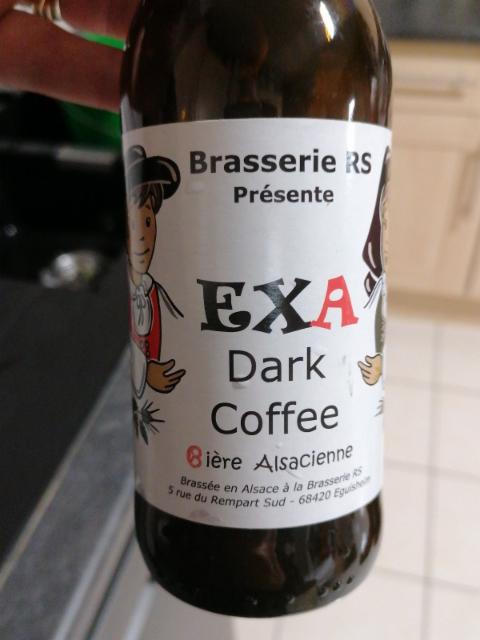 Brasserie RS
Présente
EXA
Dark
Coffee
Bière Alsacienne
Brassée en Alsace à la Brasserie RS
5 rue du Rempart Sud - 68420 Eguisheim